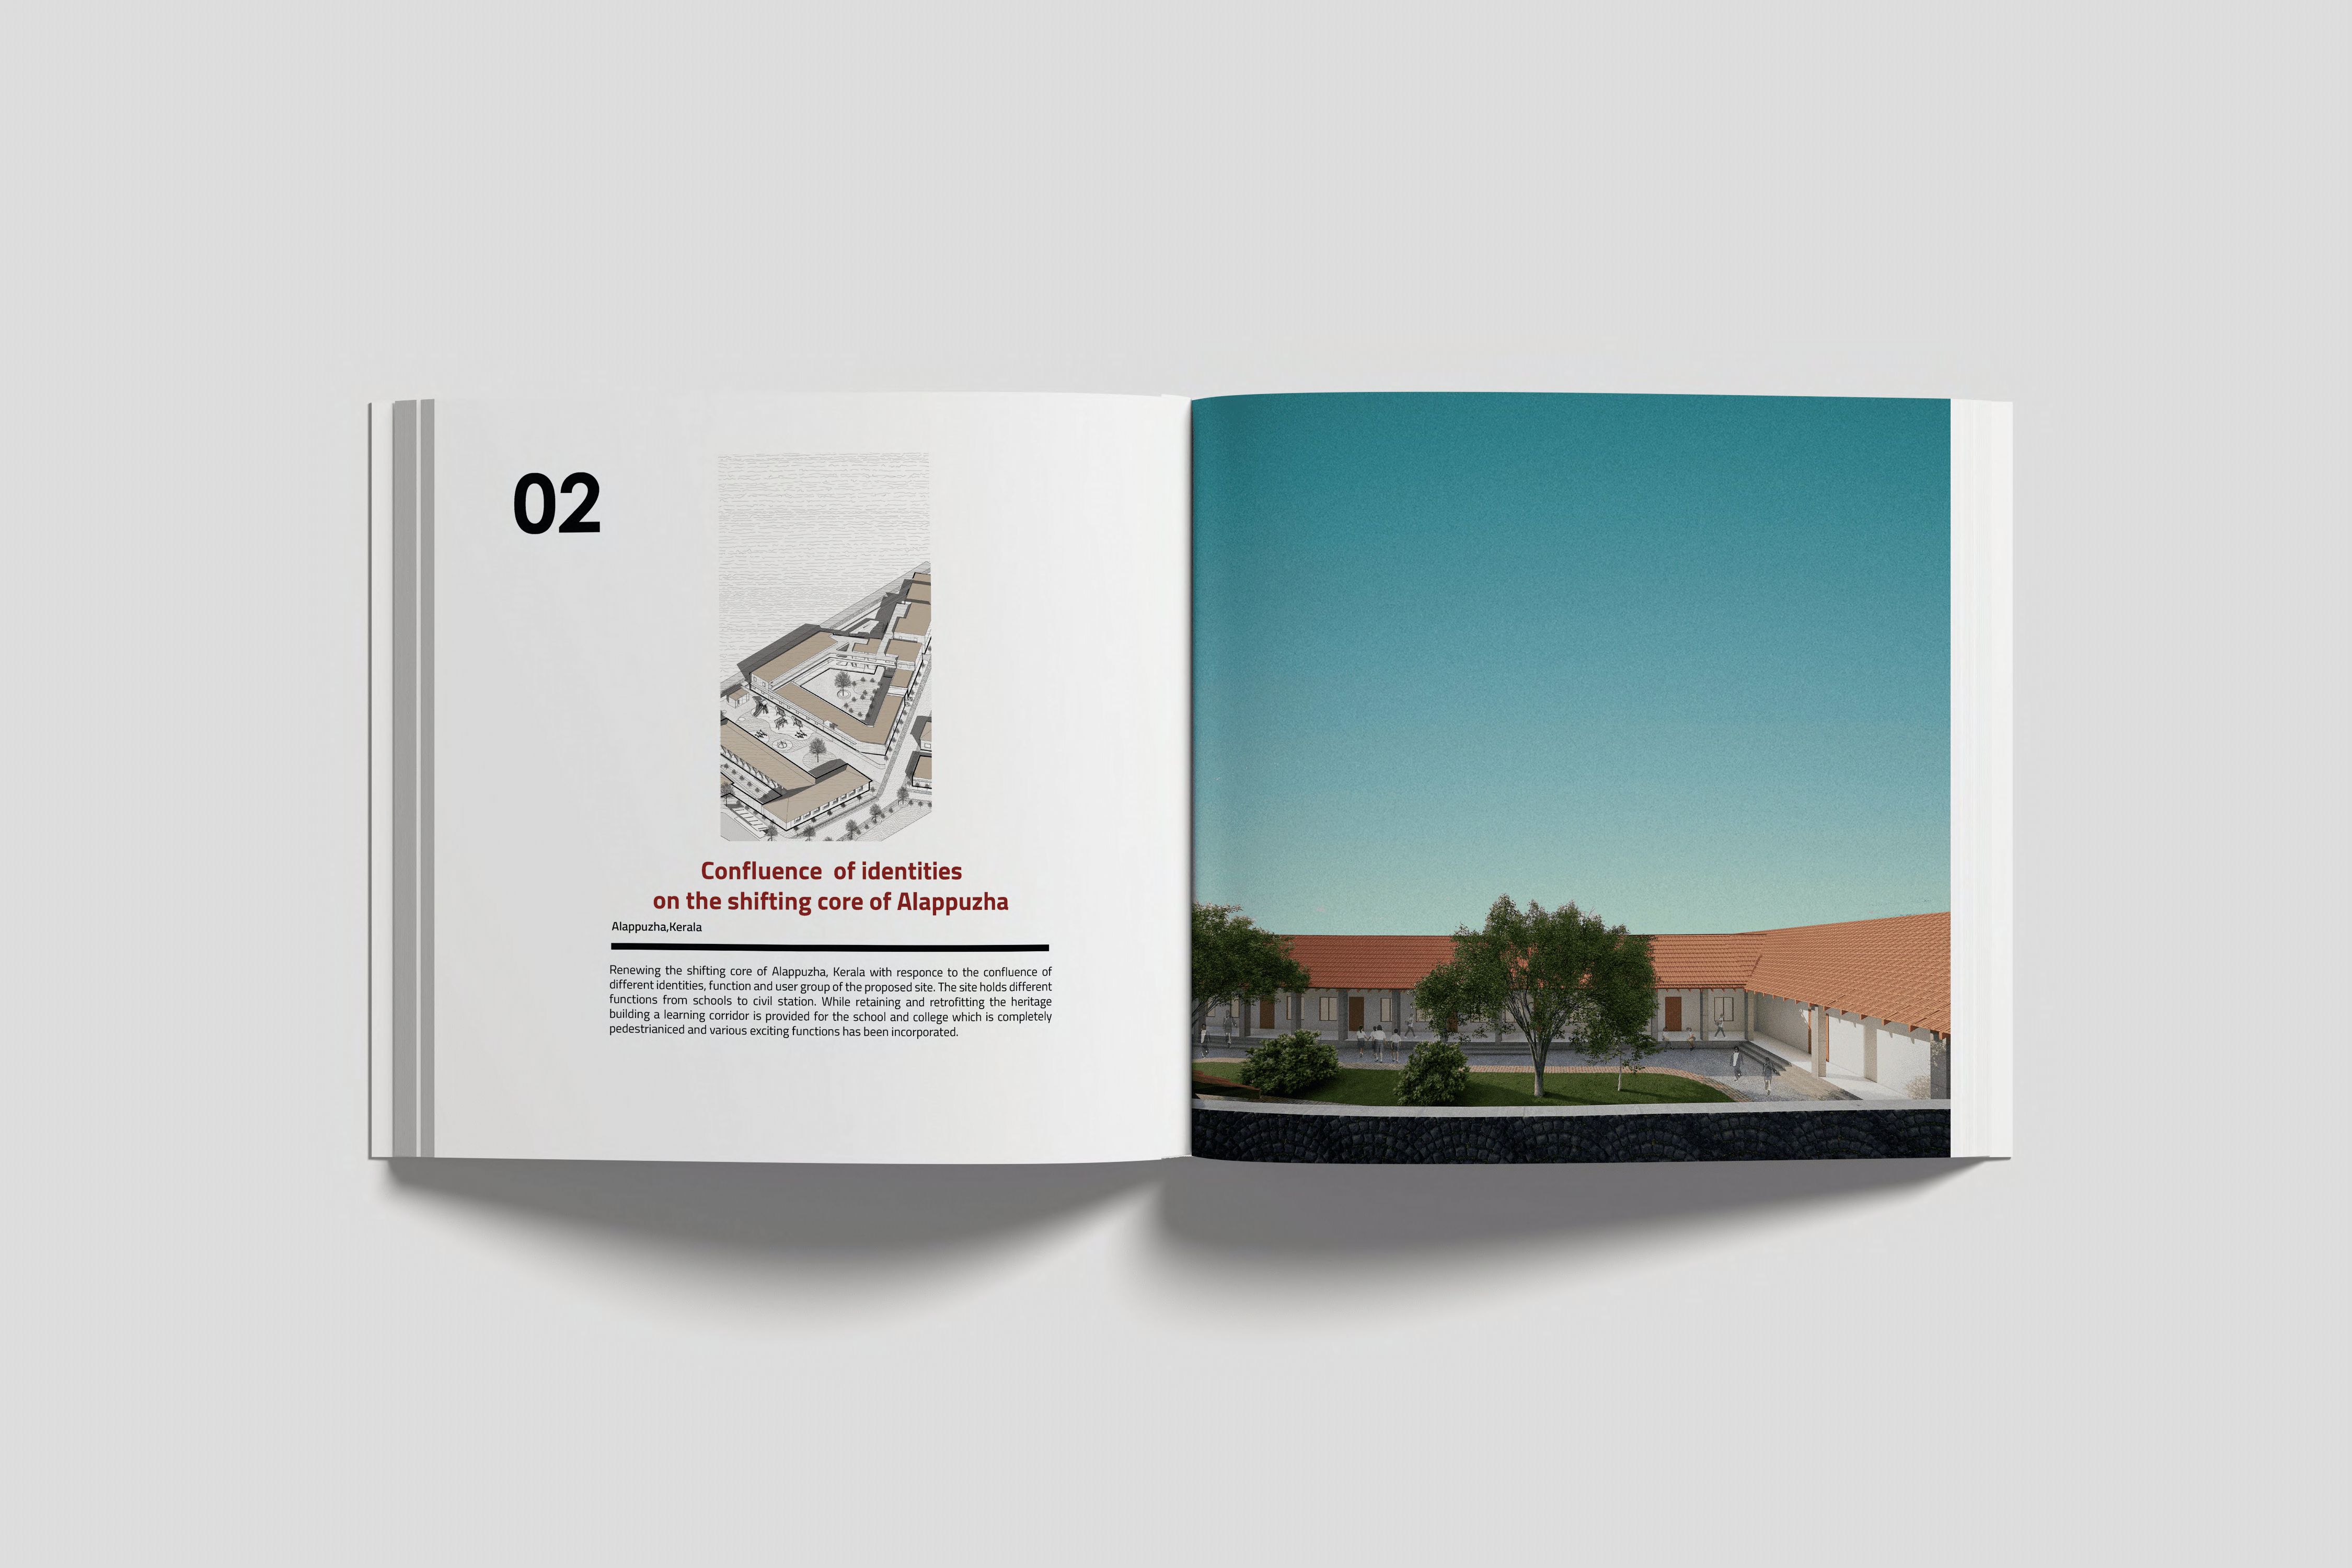 02
Confluence  of identities
on the shifting core of Alappuzha
Alappuzha,Kerala
Renewing the shifting core of Alappuzha, Kerala with responce to the confluence of
different identities, function and user group of the proposed site. The site holds different
functions from schools to civil station. While retaining and retrofitting the heritage
building a learning corridor is provided for the school and college which is completely
pedestrianiced and various exciting functions has been incorporated.